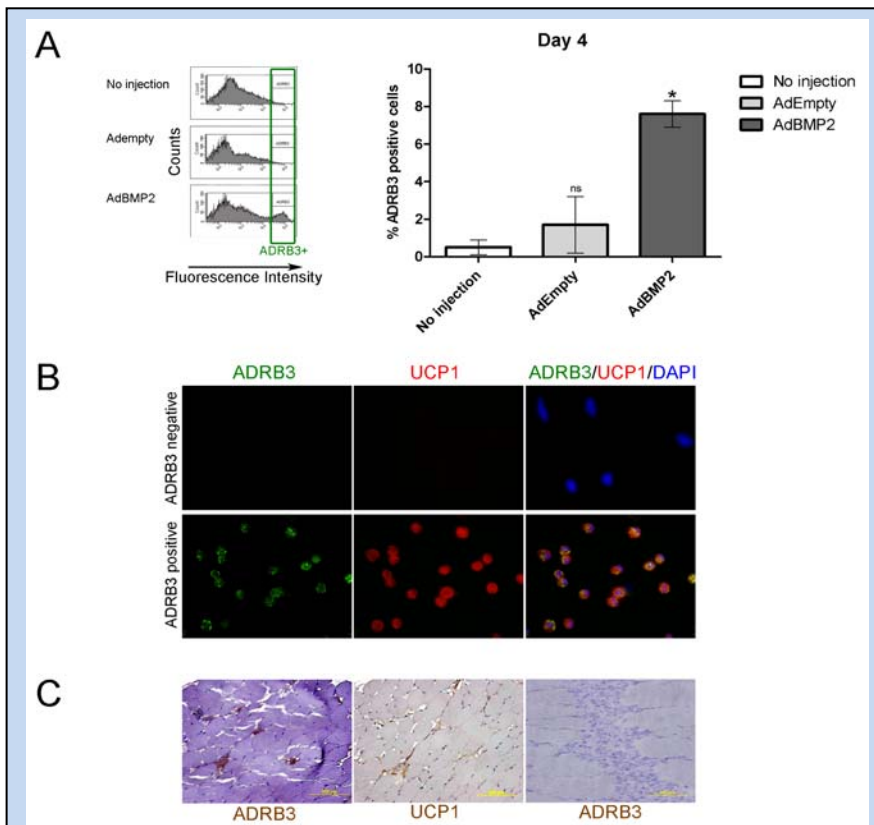 A
Day 4
No injection
Adempty
AdBMP2
Counts
ADRB3+
Fluorescence Intensity
% ADRB3 positive cells
10
8
6
4
2
0
ns
*
No injection
AdEmpty
AdBMP2
No injection
AdEmpty
AdBMP2
B
ADRB3 UCP1 ADRB3/UCP1/DAPI
ADRB3 negative
ADRB3 positive
C
ADRB3 UCP1 ADRB3